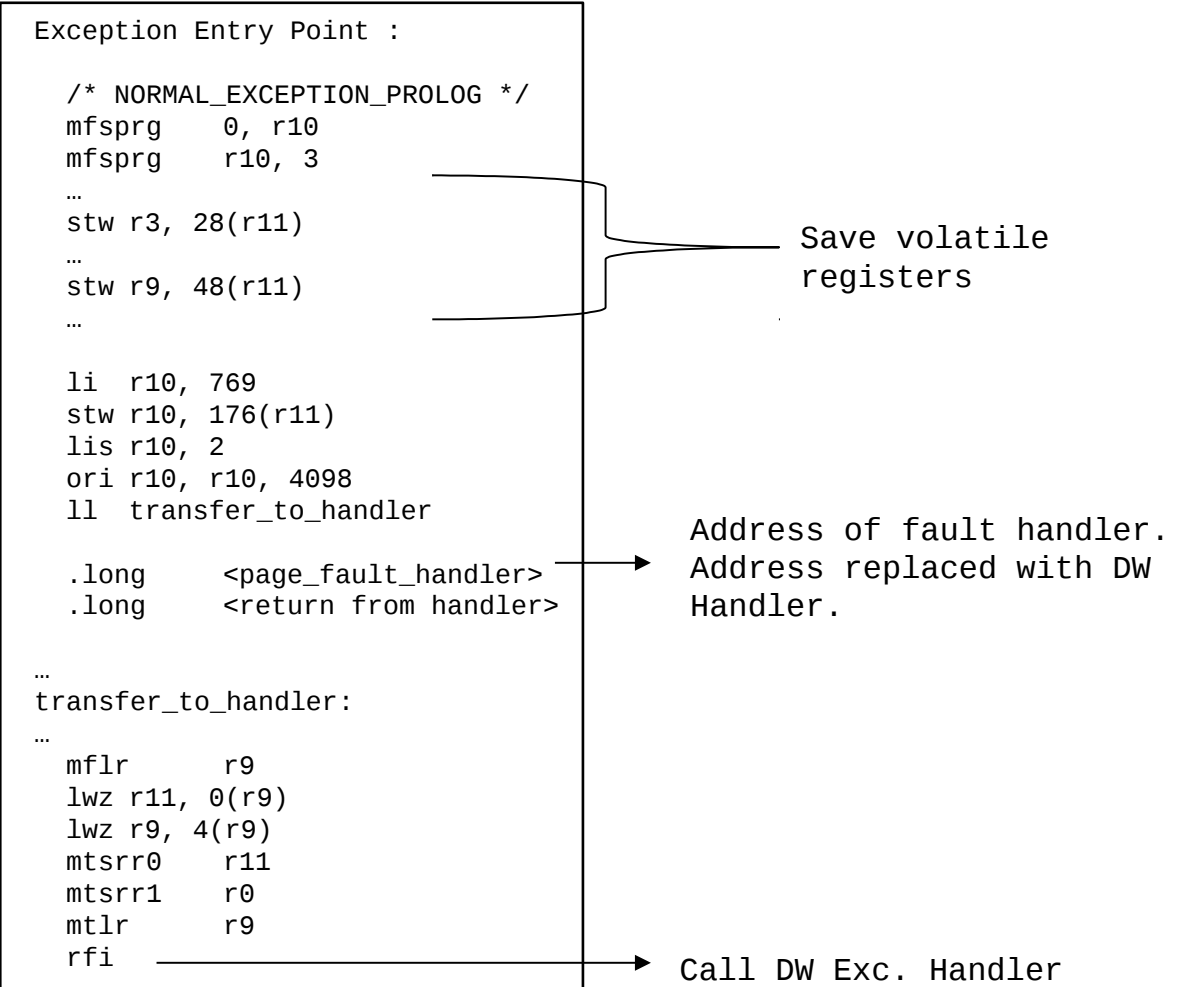 Exception Entry Point :
/* NORMAL_EXCEPTION_PROLOG */
mfsprg 0, r10
mfsprg r10, 3
…
stw r3, 28(r11)
…
stw r9, 48(r11)
…
Save volatile
registers
li r10, 769
stw r10, 176(r11)
lis r10, 2
ori r10, r10, 4098
ll transfer_to_handler
.long <page_fault_handler>
.long <return from handler>
Address of fault handler.
Address replaced with DW
Handler.
…
transfer_to_handler:
…
mflr r9
lwz r11, 0(r9)
lwz r9, 4(r9)
mtsrr0 r11
mtsrr1 r0
mtlr r9
rfi
Call DW Exc. Handler